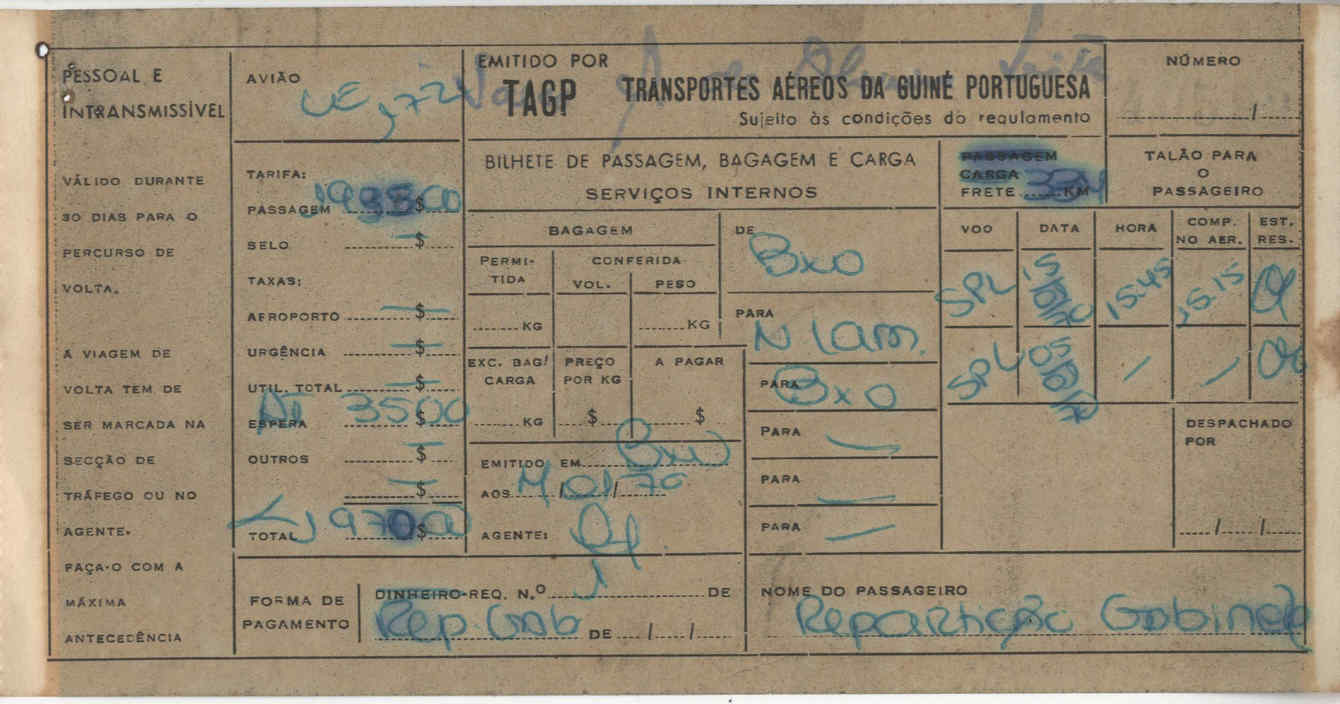 PESSOAL E
INTRANSMISSÍVEL
VÁLIDO DURANTE
30 DIAS PARA O
PERCURSO DE
VOLTA.
A VIAGEM DE
VOLTA TEM DE
SER MARCADA NA
SECÇÃO DE
TRÁFEGO OU NO
AGENTE.
FAÇA-O COM A
MÁXIMA
ANTECEDÊNCIA
AVIÃO
TARIFA:
PASSAGEM $
SELO $
TAXAS:
AEROPORTO $
URGÊNCIA $
UTIL. TOTAL $
ESPERA 3500
OUTROS $
$
TOTAL $
EMITIDO POR
TAGP TRANSPORTES AÉREOS DA GUINÉ PORTUGUESA
Sujeito às condições do regulamento
BILHETE DE PASSAGEM, BAGAGEM E CARGA
SERVIÇOS INTERNOS
PASSAGEM
CARGA
FRETE KM
NÚMERO
/
TALÃO PARA
O
PASSAGEIRO
BAGAGEM
PERMI-
TIDA
CONFERIDA
VOL. PESO
KG KG
EXC. BAG/
CARGA
PREÇO
POR KG
A PAGAR
KG $ $
EMITIDO EM Bxo
AOS / /70
AGENTE:
DE
Bxo
PARA
N Lam.
PARA
Bxo
PARA
PARA
PARA
VOO DATA HORA COMP. NO AER. EST. RES.
SPL 15.45 15.15
SPL
DESPACHADO
POR
/ /
FORMA DE
PAGAMENTO
DINHEIRO-REQ. N.º DE
Rep. Gab DE / /
NOME DO PASSAGEIRO
Repartição Gabinete